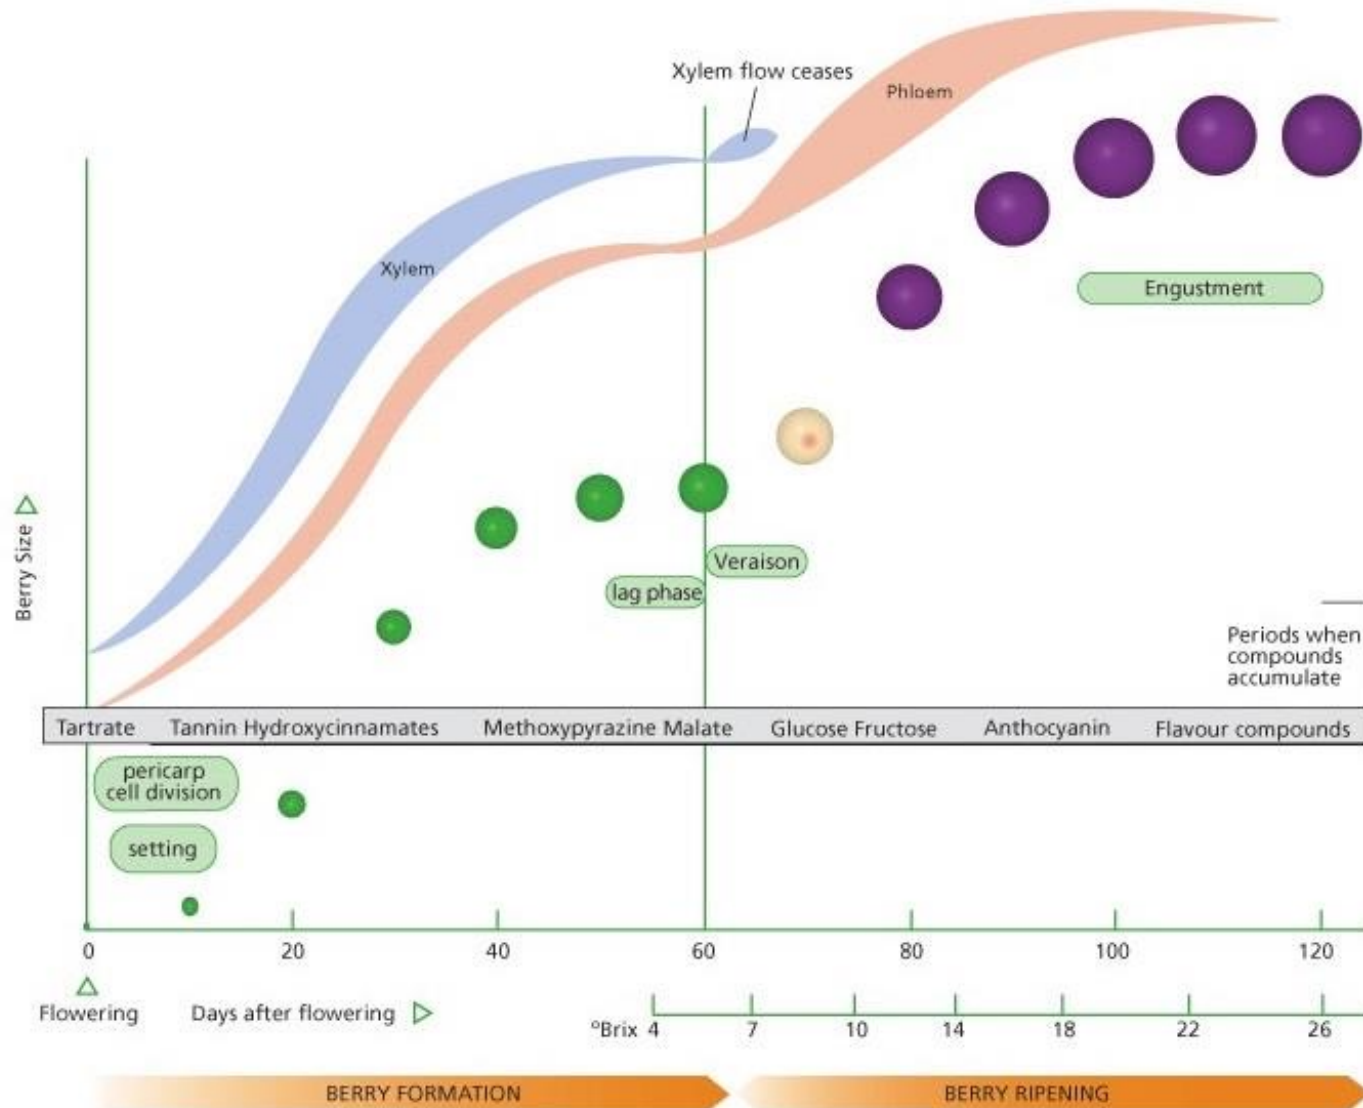 Xylem flow ceases
Phloem
Xylem
Engustment
Berry Size
Veraison
lag phase
Periods when
compounds
accumulate
Tartrate Tannin Hydroxycinnamates Methoxypyrazine Malate Glucose Fructose Anthocyanin Flavour compounds
pericarp
cell division
setting
0 20 40 60 80 100 120
Flowering Days after flowering
°Brix 4 7 10 14 18 22 26
BERRY FORMATION BERRY RIPENING